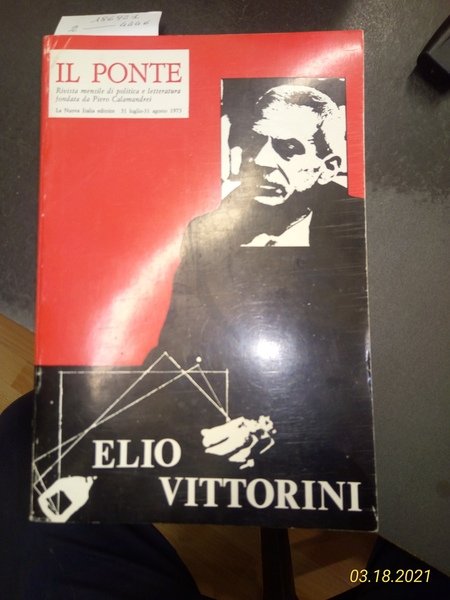 186921
IL PONTE
Rivista mensile di politica e letteratura
fondata da Piero Calamandrei
La Nuova Italia editrice 31 luglio-31 agosto 1973
ELIO
VITTORINI
03.18.2021